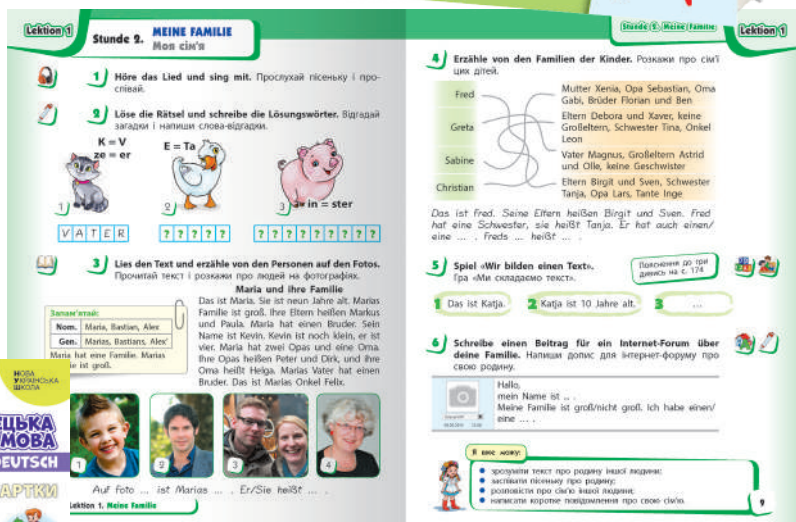 Lektion 1
Stunde 2. MEINE FAMILIE
Моя сім'я
1 Höre das Lied und sing mit. Прослухай пісеньку і про-
співай.
2 Löse die Rätsel und schreibe die Lösungswörter. Відгадай
загадки і напиши слова-відгадки.
K = V
ze = er
E = Ta
in = ster
1
2
3
V A T E R
? ? ? ? ?
? ? ? ? ? ? ? ? ?
3 Lies den Text und erzähle von den Personen auf den Fotos.
Прочитай текст і розкажи про людей на фотографіях.
Maria und ihre Familie
Das ist Maria. Sie ist neun Jahre alt. Marias
Familie ist groß. Ihre Eltern heißen Markus
und Paula. Maria hat einen Bruder. Sein
Name ist Kevin. Kevin ist noch klein, er ist
vier. Maria hat zwei Opas und eine Oma.
Ihre Opas heißen Peter und Dirk, und ihre
Oma heißt Helga. Marias Vater hat einen
Bruder. Das ist Marias Onkel Felix.
Запам'ятай:
Nom. Maria, Bastian, Alex
Gen. Marias, Bastians, Alex'
Maria hat eine Familie. Marias
ie ist groß.
1
2
3
4
Auf Foto ... ist Marias ... . Er/Sie heißt ... .
Lektion 1. Meine Familie
НОВА
УКРАЇНСЬКА
ШКОЛА
ЕЦЬКА
МОВА
DEUTSCH
АРТКИ
Stunde 2. Meine Familie
Lektion 1
4 Erzähle von den Familien der Kinder. Розкажи про сім'ї
цих дітей.
Fred
Greta
Sabine
Christian
Mutter Xenia, Opa Sebastian, Oma
Gabi, Brüder Florian und Ben
Eltern Debora und Xaver, keine
Großeltern, Schwester Tina, Onkel
Leon
Vater Magnus, Großeltern Astrid
und Olle, keine Geschwister
Eltern Birgit und Sven, Schwester
Tanja, Opa Lars, Tante Inge
Das ist Fred. Seine Eltern heißen Birgit und Sven. Fred
hat eine Schwester, sie heißt Tanja. Er hat auch einen/
eine ... . Freds ... heißt ... .
5 Spiel «Wir bilden einen Text».
Гра «Ми складаємо текст».
Пояснення до гри
дивись на с. 174
1 Das ist Katja.
2 Katja ist 10 Jahre alt.
3 ...
6 Schreibe einen Beitrag für ein Internet-Forum über
deine Familie. Напиши допис для інтернет-форуму про
свою родину.
Hallo,
mein Name ist ... .
Meine Familie ist groß/nicht groß. Ich habe einen/
eine ... .
Я вже можу:
зрозуміти текст про родину іншої людини;
заспівати пісеньку про родину;
розповісти про сім'ю іншої людини;
написати коротке повідомлення про свою сім'ю.
9